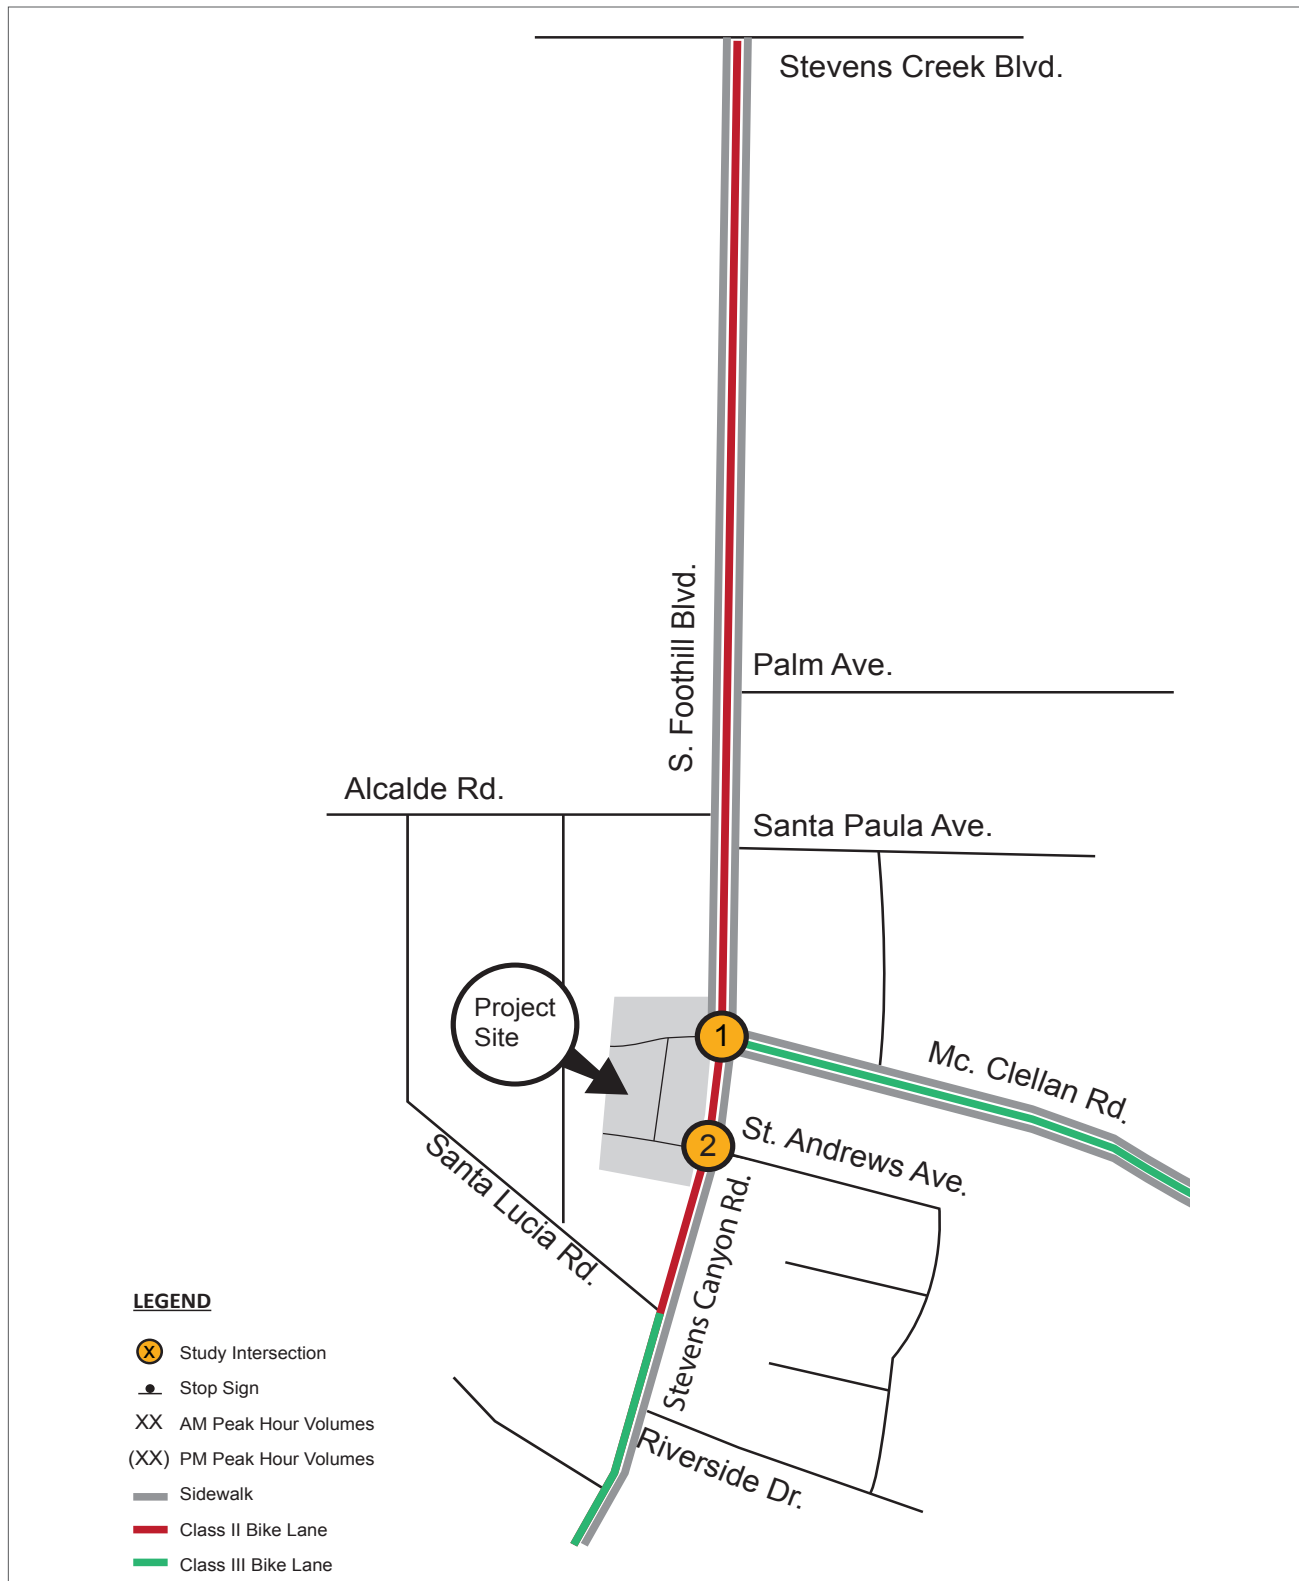 Stevens Creek Blvd.
S. Foothill Blvd.
Palm Ave.
Alcalde Rd.
Santa Paula Ave.
Project
Site
1
Mc. Clellan Rd.
2
St. Andrews Ave.
Santa Lucia Rd.
Stevens Canyon Rd.
Riverside Dr.
LEGEND
X Study Intersection
Stop Sign
XX AM Peak Hour Volumes
(XX) PM Peak Hour Volumes
Sidewalk
Class II Bike Lane
Class III Bike Lane